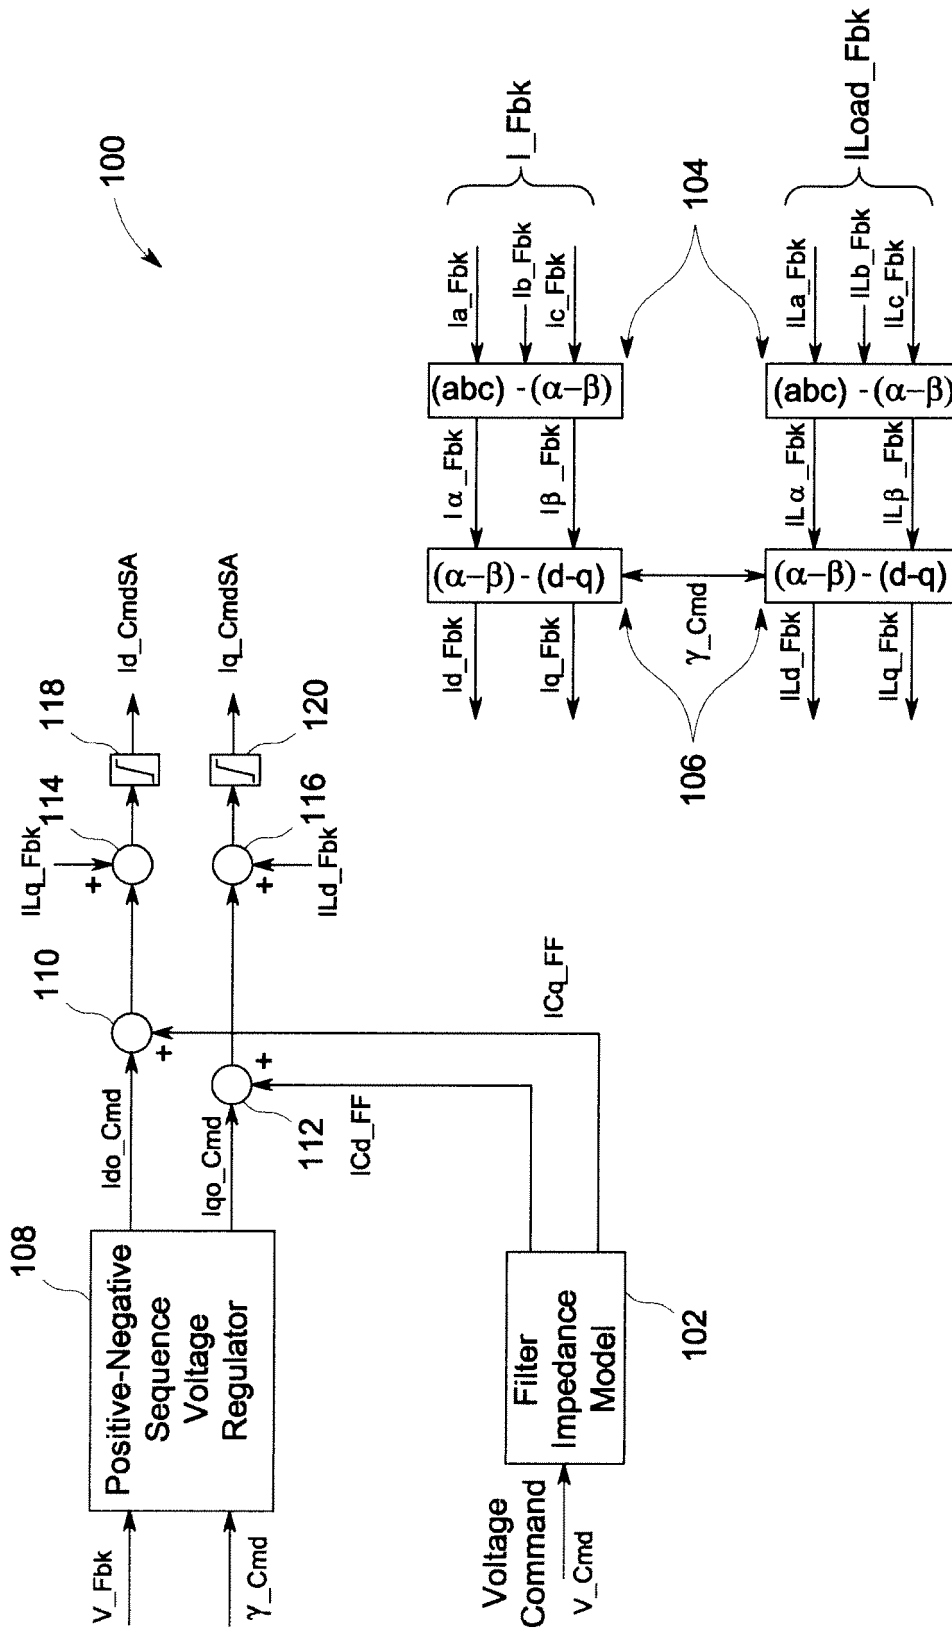 100
V_Fbk
γ_Cmd
108
Positive-Negative
Sequence
Voltage
Regulator
Ido_Cmd
Iqo_Cmd
110
+
112
+
ICd_FF
ICq_FF
ILq_Fbk
+
114
118
Id_CmdSA
+
ILd_Fbk
116
120
Iq_CmdSA
Voltage
Command
V_Cmd
Filter
Impedance
Model
102
Id_Fbk
Iq_Fbk
(α−β) - (d-q)
Iα_Fbk
Iβ_Fbk
(abc) - (α−β)
Ia_Fbk
Ib_Fbk
Ic_Fbk
I_Fbk
106
γ_Cmd
104
ILd_Fbk
ILq_Fbk
(α−β) - (d-q)
ILα_Fbk
ILβ_Fbk
(abc) - (α−β)
ILa_Fbk
ILb_Fbk
ILc_Fbk
ILoad_Fbk